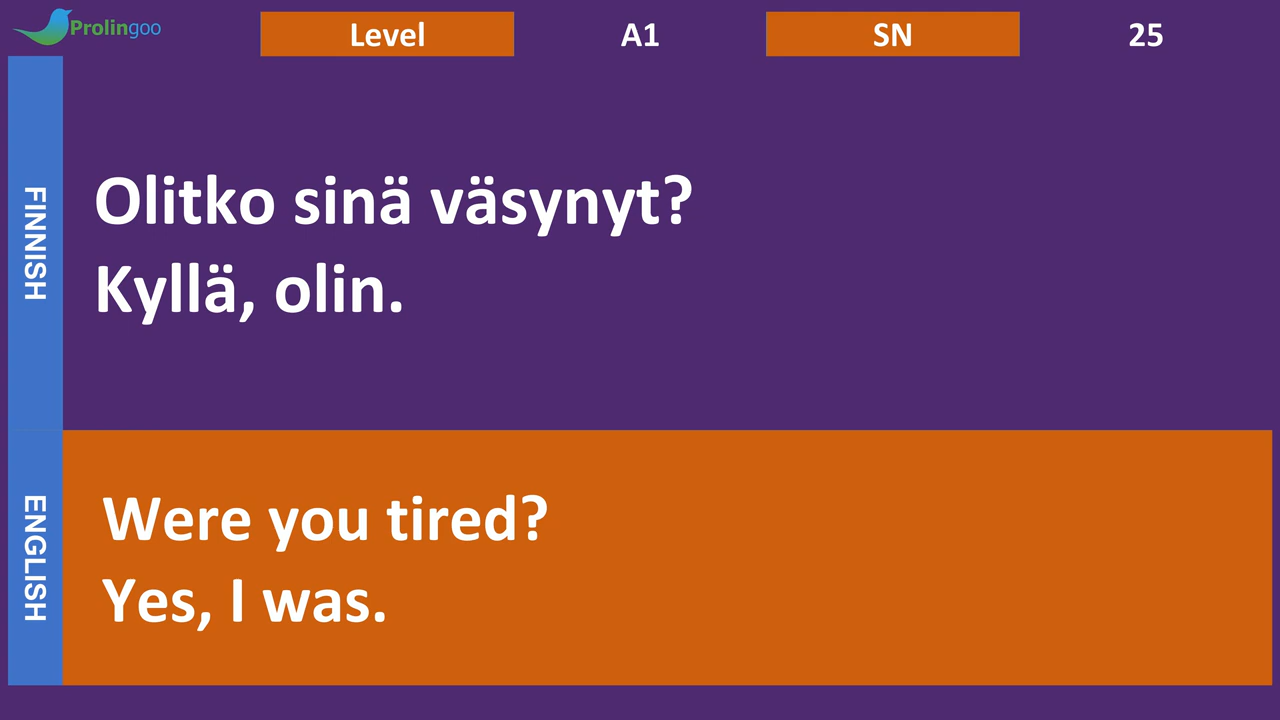 Prolingoo
Level
A1
SN
25
FINNISH
Olitko sinä väsynyt?
Kyllä, olin.
ENGLISH
Were you tired?
Yes, I was.